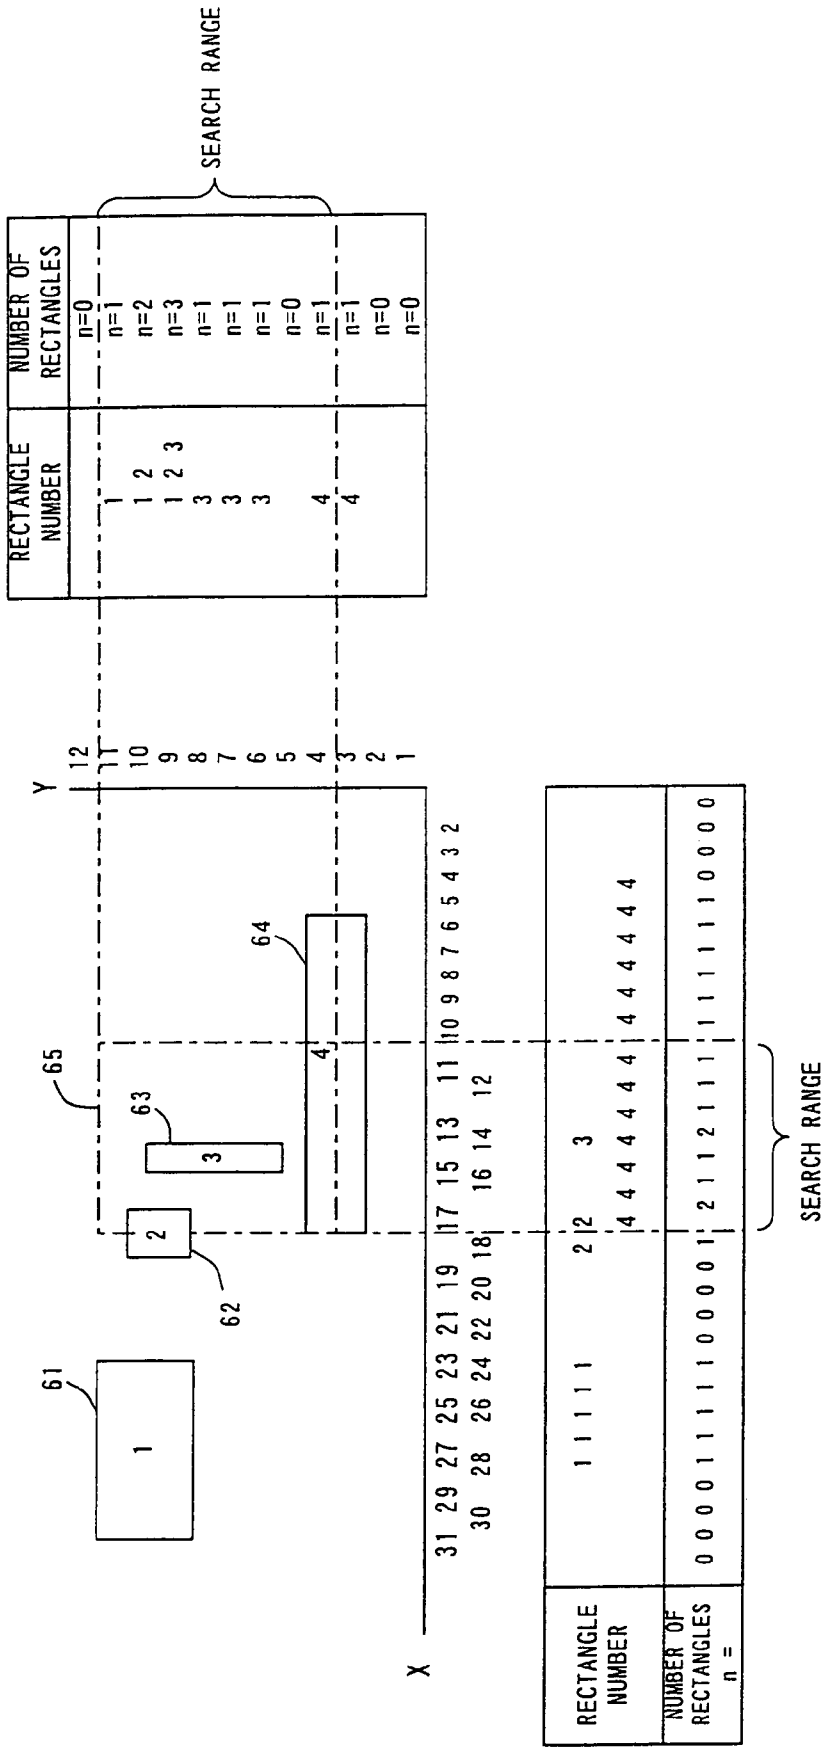 RECTANGLE NUMBER
NUMBER OF RECTANGLES
61
65
63
62
64
1
2
3
4
Y
12
11
10
9
8
7
6
5
4
3
2
1
n=0
1 n=1
1 2 n=2
1 2 3 n=3
3 n=1
3 n=1
3 n=1
n=0
4 n=1
4 n=1
n=0
n=0
SEARCH RANGE
X
31 29 27 25 23 21 19 17 15 13 11 10 9 8 7 6 5 4 3 2
30 28 26 24 22 20 18 16 14 12
RECTANGLE NUMBER
1 1 1 1 1 2 2 3
4 4 4 4 4 4 4 4 4 4 4 4 4
NUMBER OF RECTANGLES n =
0 0 0 0 1 1 1 1 1 0 0 0 0 1 2 1 1 2 1 1 1 1 1 1 1 1 1 0 0 0 0
SEARCH RANGE